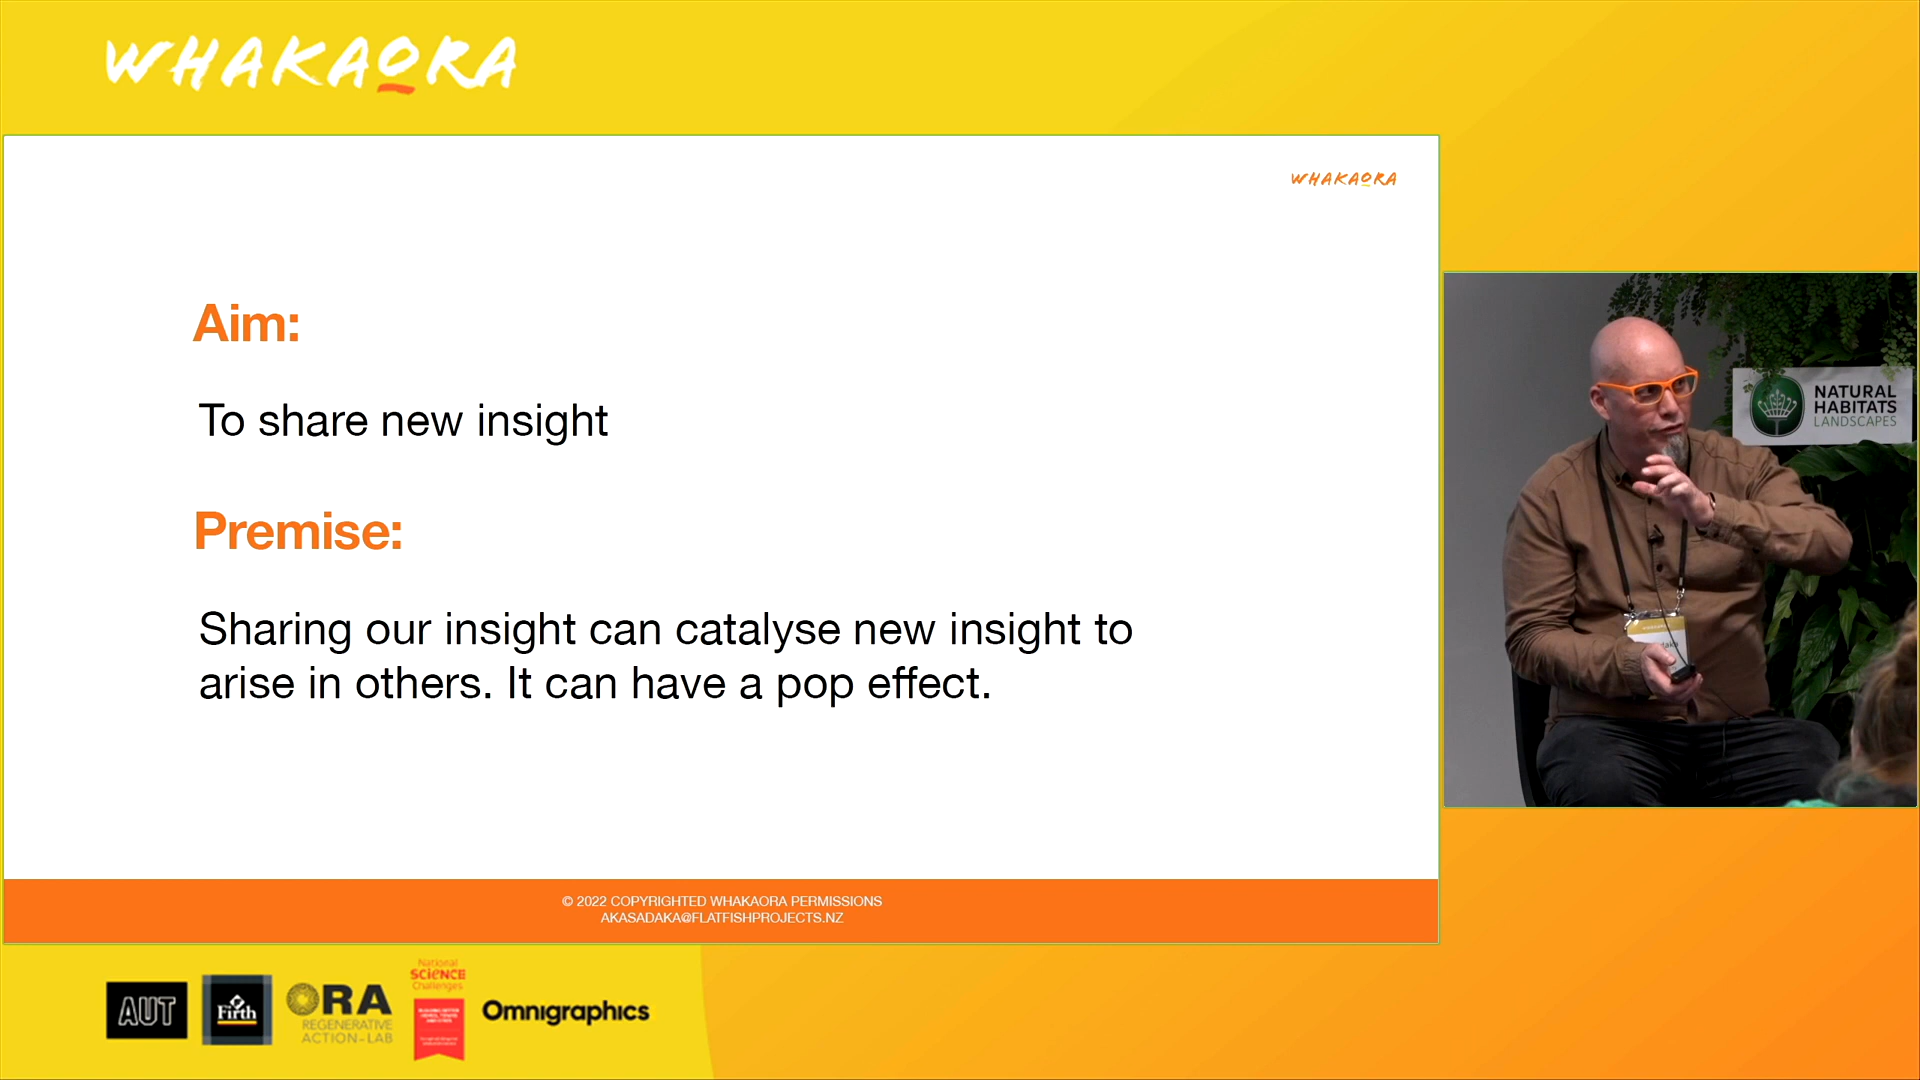 WHAKAORA
WHAKAORA
Aim:
To share new insight
Premise:
Sharing our insight can catalyse new insight to
arise in others. It can have a pop effect.
© 2022 COPYRIGHTED WHAKAORA PERMISSIONS
AKASADAKA@FLATFISHPROJECTS.NZ
NATURAL
HABITATS
LANDSCAPES
AUT
Firth
ORA
REGENERATIVE
ACTION-LAB
National
SCIENCE
Challenges
Omnigraphics